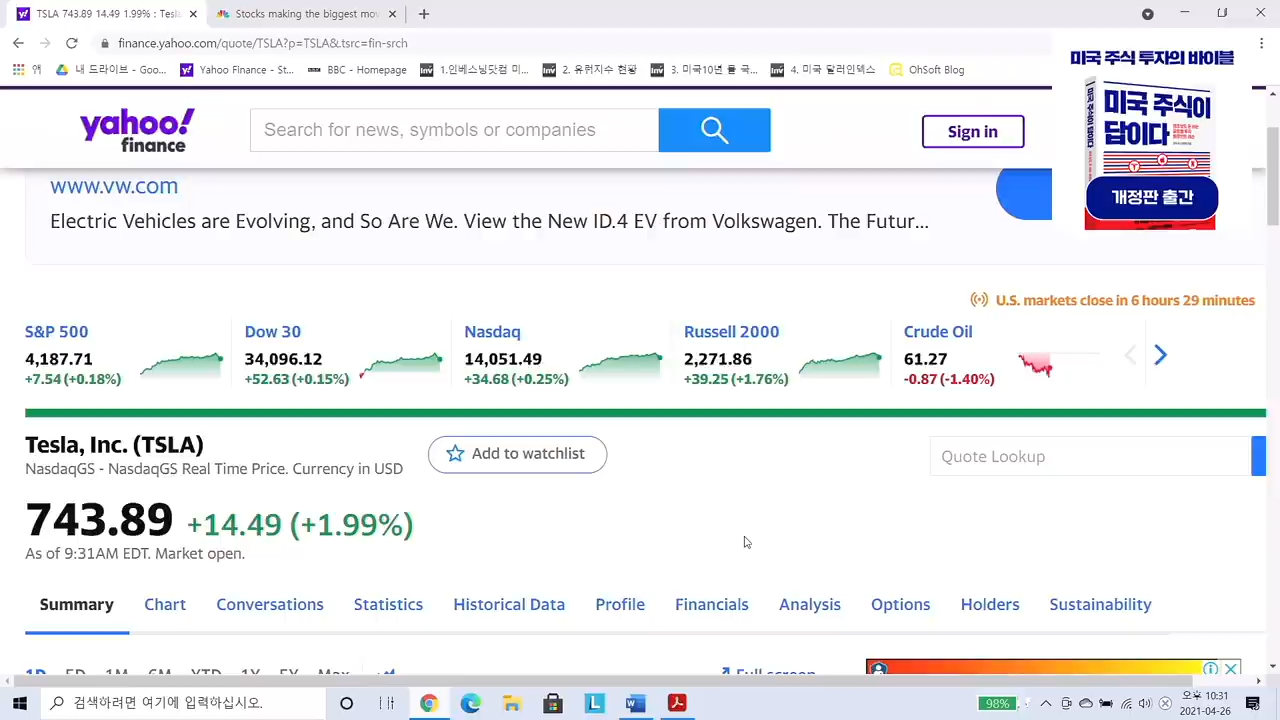 TSLA 743.89 14.49 1.99% : Tesla
Stocks making the biggest mov
finance.yahoo.com/quote/TSLA?p=TSLA&.tsrc=fin-srch
앱
내 드라이브 - Goo...
Yahoo Finance - St...
BBC - Homepage
1.인베스팅닷컴 미...
2. 유럽지수 현황
3. 미국10년 물 국...
4. 미국 달러인덱스
OhSoft Blog
미국 주식 투자의 바이블
미국 주식이
답이다
개정판 출간
yahoo!
finance
Search for news, symbols or companies
Sign in
www.vw.com
Electric Vehicles are Evolving, and So Are We. View the New ID.4 EV from Volkswagen. The Futur...
U.S. markets close in 6 hours 29 minutes
S&P 500
4,187.71
+7.54 (+0.18%)
Dow 30
34,096.12
+52.63 (+0.15%)
Nasdaq
14,051.49
+34.68 (+0.25%)
Russell 2000
2,271.86
+39.25 (+1.76%)
Crude Oil
61.27
-0.87 (-1.40%)
Tesla, Inc. (TSLA)
NasdaqGS - NasdaqGS Real Time Price. Currency in USD
Add to watchlist
Quote Lookup
743.89 +14.49 (+1.99%)
As of 9:31AM EDT. Market open.
Summary Chart Conversations Statistics Historical Data Profile Financials Analysis Options Holders Sustainability
1D 5D 1M 6M YTD 1Y 5Y Max
Full screen
검색하려면 여기에 입력하십시오.
98%
오후 10:31
2021-04-26